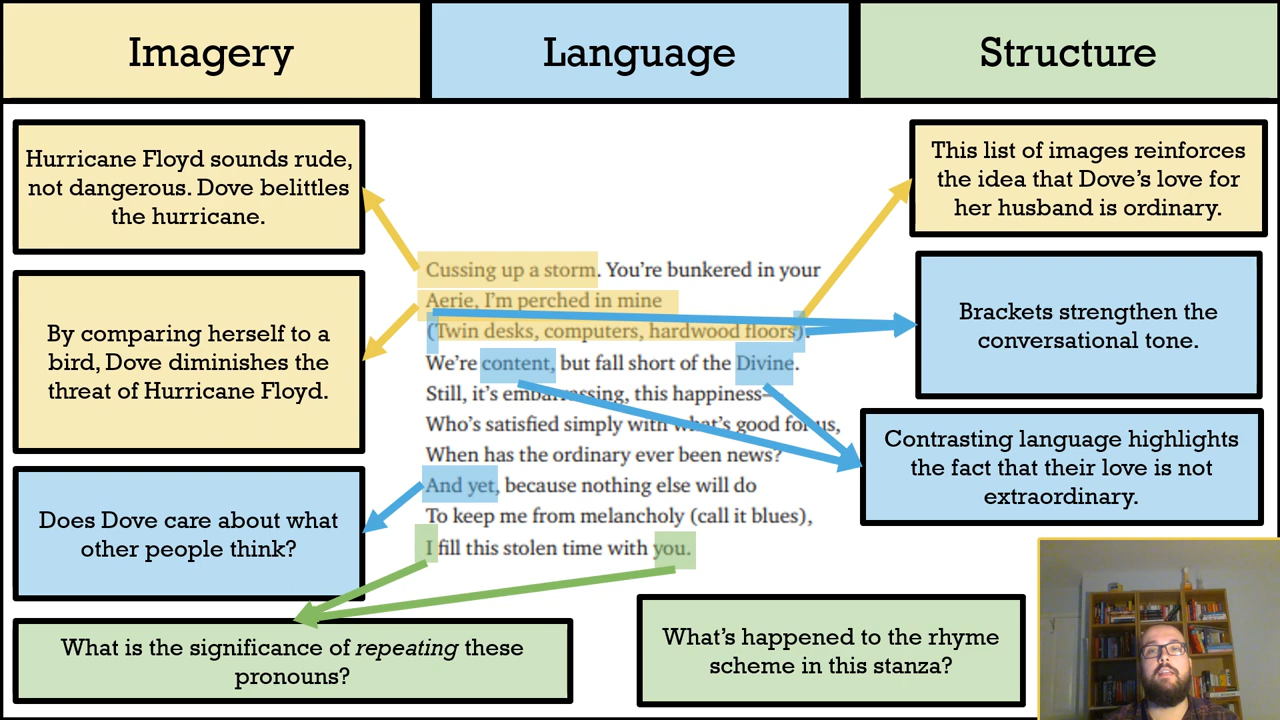 Imagery
Language
Structure
Hurricane Floyd sounds rude,
not dangerous. Dove belittles
the hurricane.
By comparing herself to a
bird, Dove diminishes the
threat of Hurricane Floyd.
Does Dove care about what
other people think?
What is the significance of repeating these
pronouns?
Cussing up a storm. You're bunkered in your
Aerie, I'm perched in mine
(Twin desks, computers, hardwood floors).
We're content, but fall short of the Divine.
Still, it's embarrassing, this happiness—
Who's satisfied simply with what's good for us,
When has the ordinary ever been news?
And yet, because nothing else will do
To keep me from melancholy (call it blues),
I fill this stolen time with you.
This list of images reinforces
the idea that Dove's love for
her husband is ordinary.
Brackets strengthen the
conversational tone.
Contrasting language highlights
the fact that their love is not
extraordinary.
What's happened to the rhyme
scheme in this stanza?